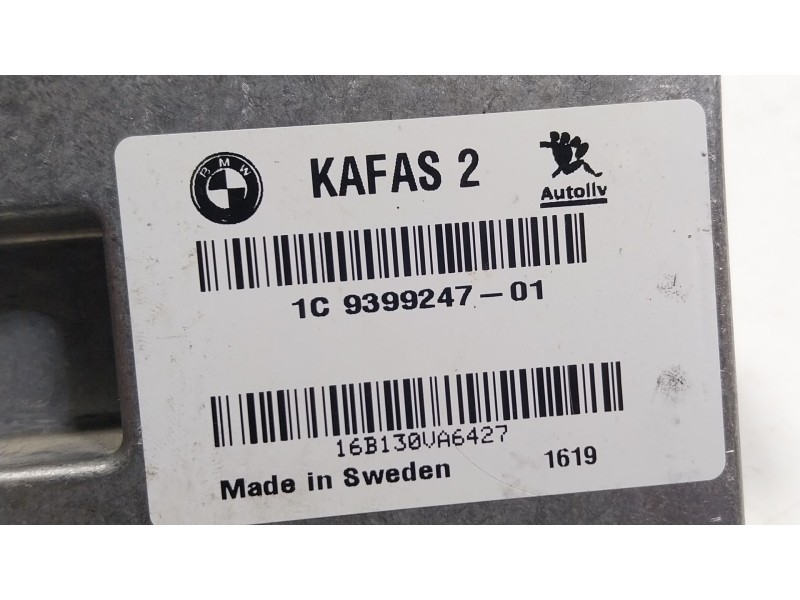 BMW
KAFAS 2
Autoliv
1C 9399247-01
16B130VA6427
Made in Sweden 1619